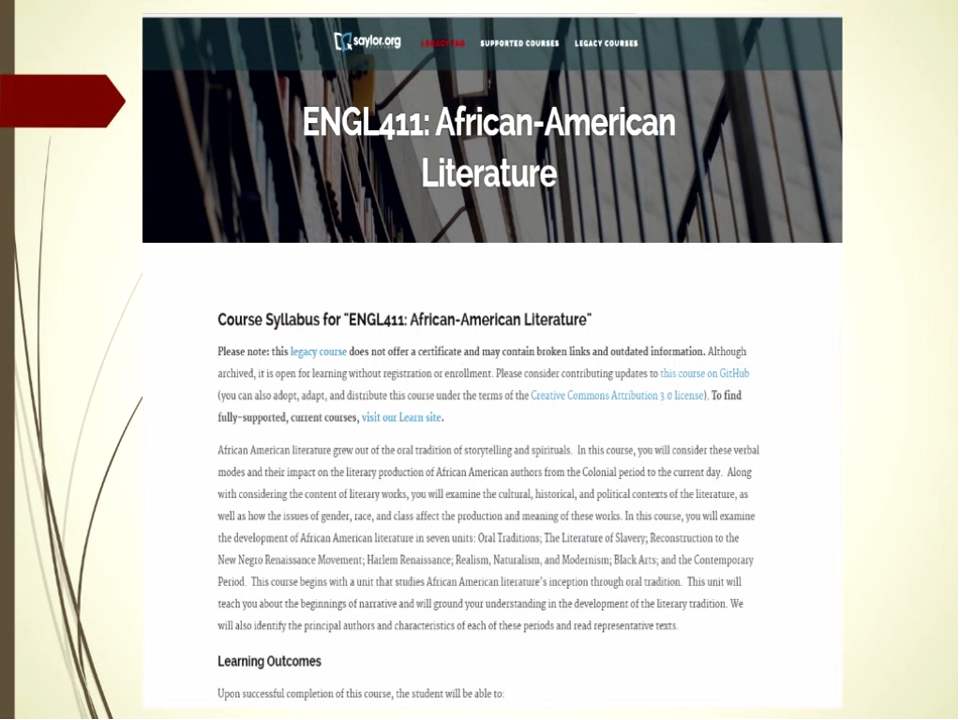 saylor.org
LEGACY FAQ SUPPORTED COURSES LEGACY COURSES
ENGL411: African-American
Literature
Course Syllabus for "ENGL411: African-American Literature"
Please note: this legacy course does not offer a certificate and may contain broken links and outdated information. Although
archived, it is open for learning without registration or enrollment. Please consider contributing updates to this course on GitHub
(you can also adopt, adapt, and distribute this course under the terms of the Creative Commons Attribution 3.0 license). To find
fully-supported, current courses, visit our Learn site.
African American literature grew out of the oral tradition of storytelling and spirituals. In this course, you will consider these verbal
modes and their impact on the literary production of African American authors from the Colonial period to the current day. Along
with considering the content of literary works, you will examine the cultural, historical, and political contexts of the literature, as
well as how the issues of gender, race, and class affect the production and meaning of these works. In this course, you will examine
the development of African American literature in seven units: Oral Traditions; The Literature of Slavery; Reconstruction to the
New Negro Renaissance Movement; Harlem Renaissance; Realism, Naturalism, and Modernism; Black Arts; and the Contemporary
Period. This course begins with a unit that studies African American literature's inception through oral tradition. This unit will
teach you about the beginnings of narrative and will ground your understanding in the development of the literary tradition. We
will also identify the principal authors and characteristics of each of these periods and read representative texts.
Learning Outcomes
Upon successful completion of this course, the student will be able to: